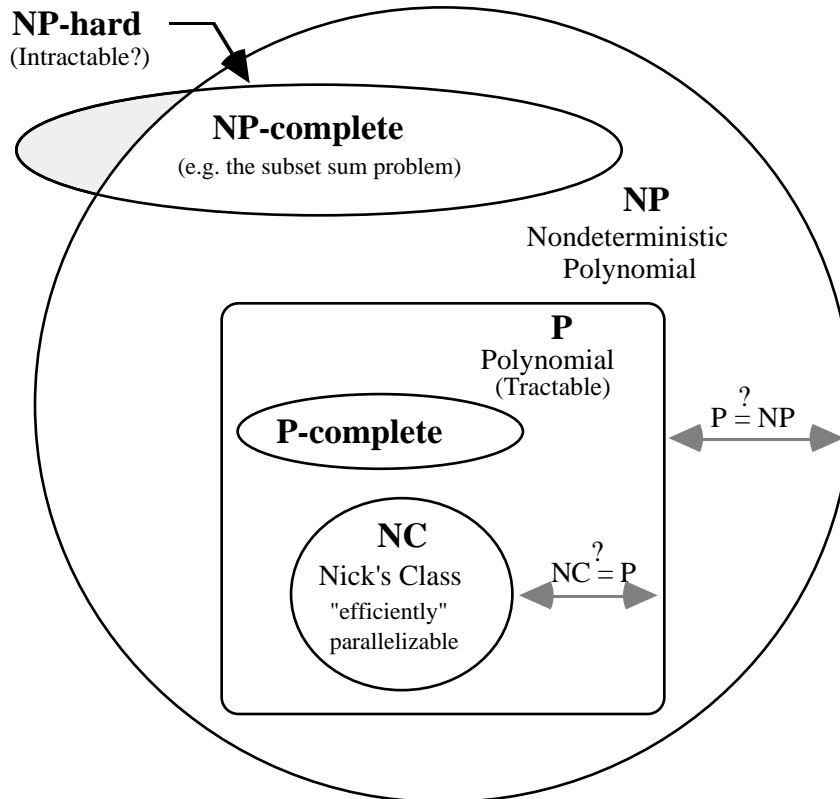 NP-hard
(Intractable?)
NP-complete
(e.g. the subset sum problem)
NP
Nondeterministic
Polynomial
P
Polynomial
(Tractable)
P-complete
?
P = NP
NC
Nick's Class
"efficiently"
parallelizable
?
NC = P